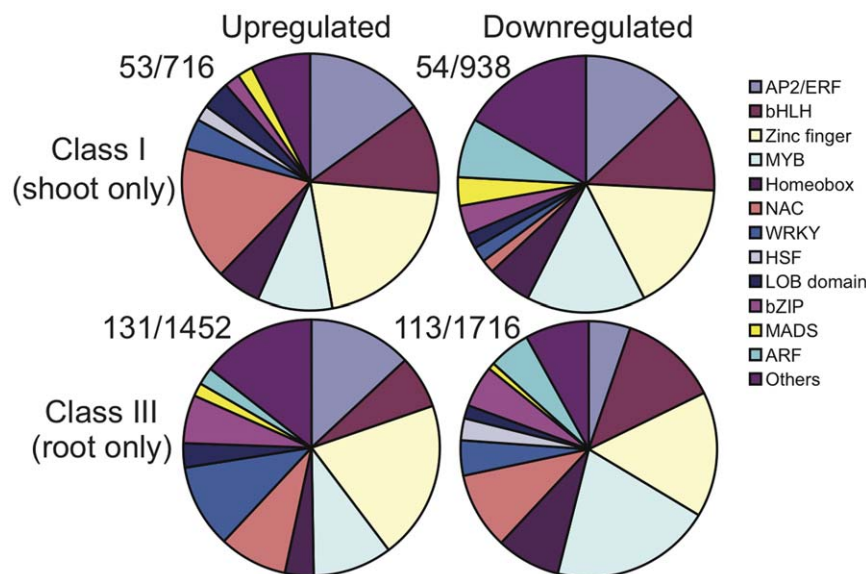 Upregulated
Downregulated
53/716
54/938
Class I
(shoot only)
131/1452
113/1716
Class III
(root only)
AP2/ERF
bHLH
Zinc finger
MYB
Homeobox
NAC
WRKY
HSF
LOB domain
bZIP
MADS
ARF
Others